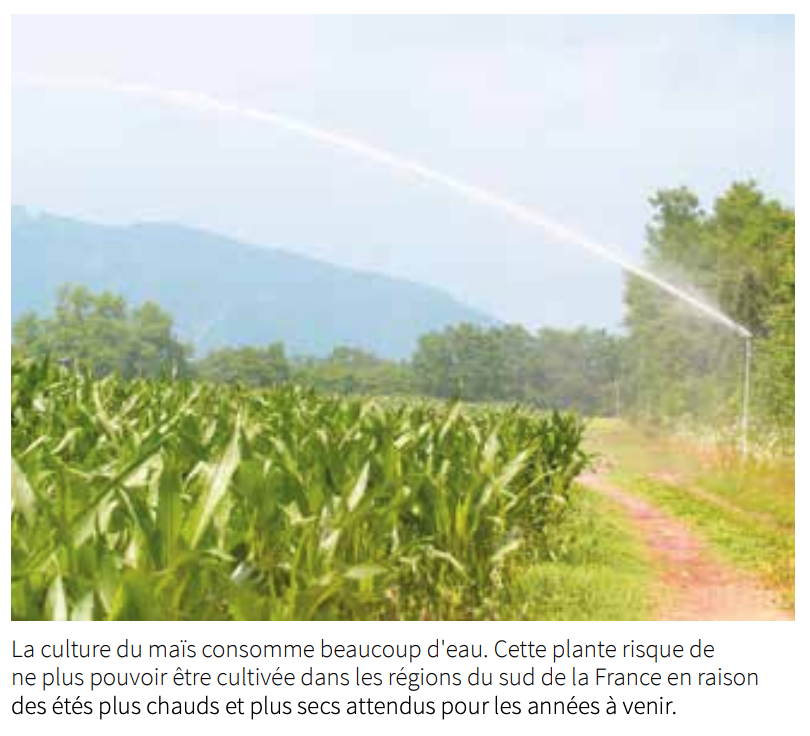 La culture du maïs consomme beaucoup d'eau. Cette plante risque de
ne plus pouvoir être cultivée dans les régions du sud de la France en raison
des étés plus chauds et plus secs attendus pour les années à venir.